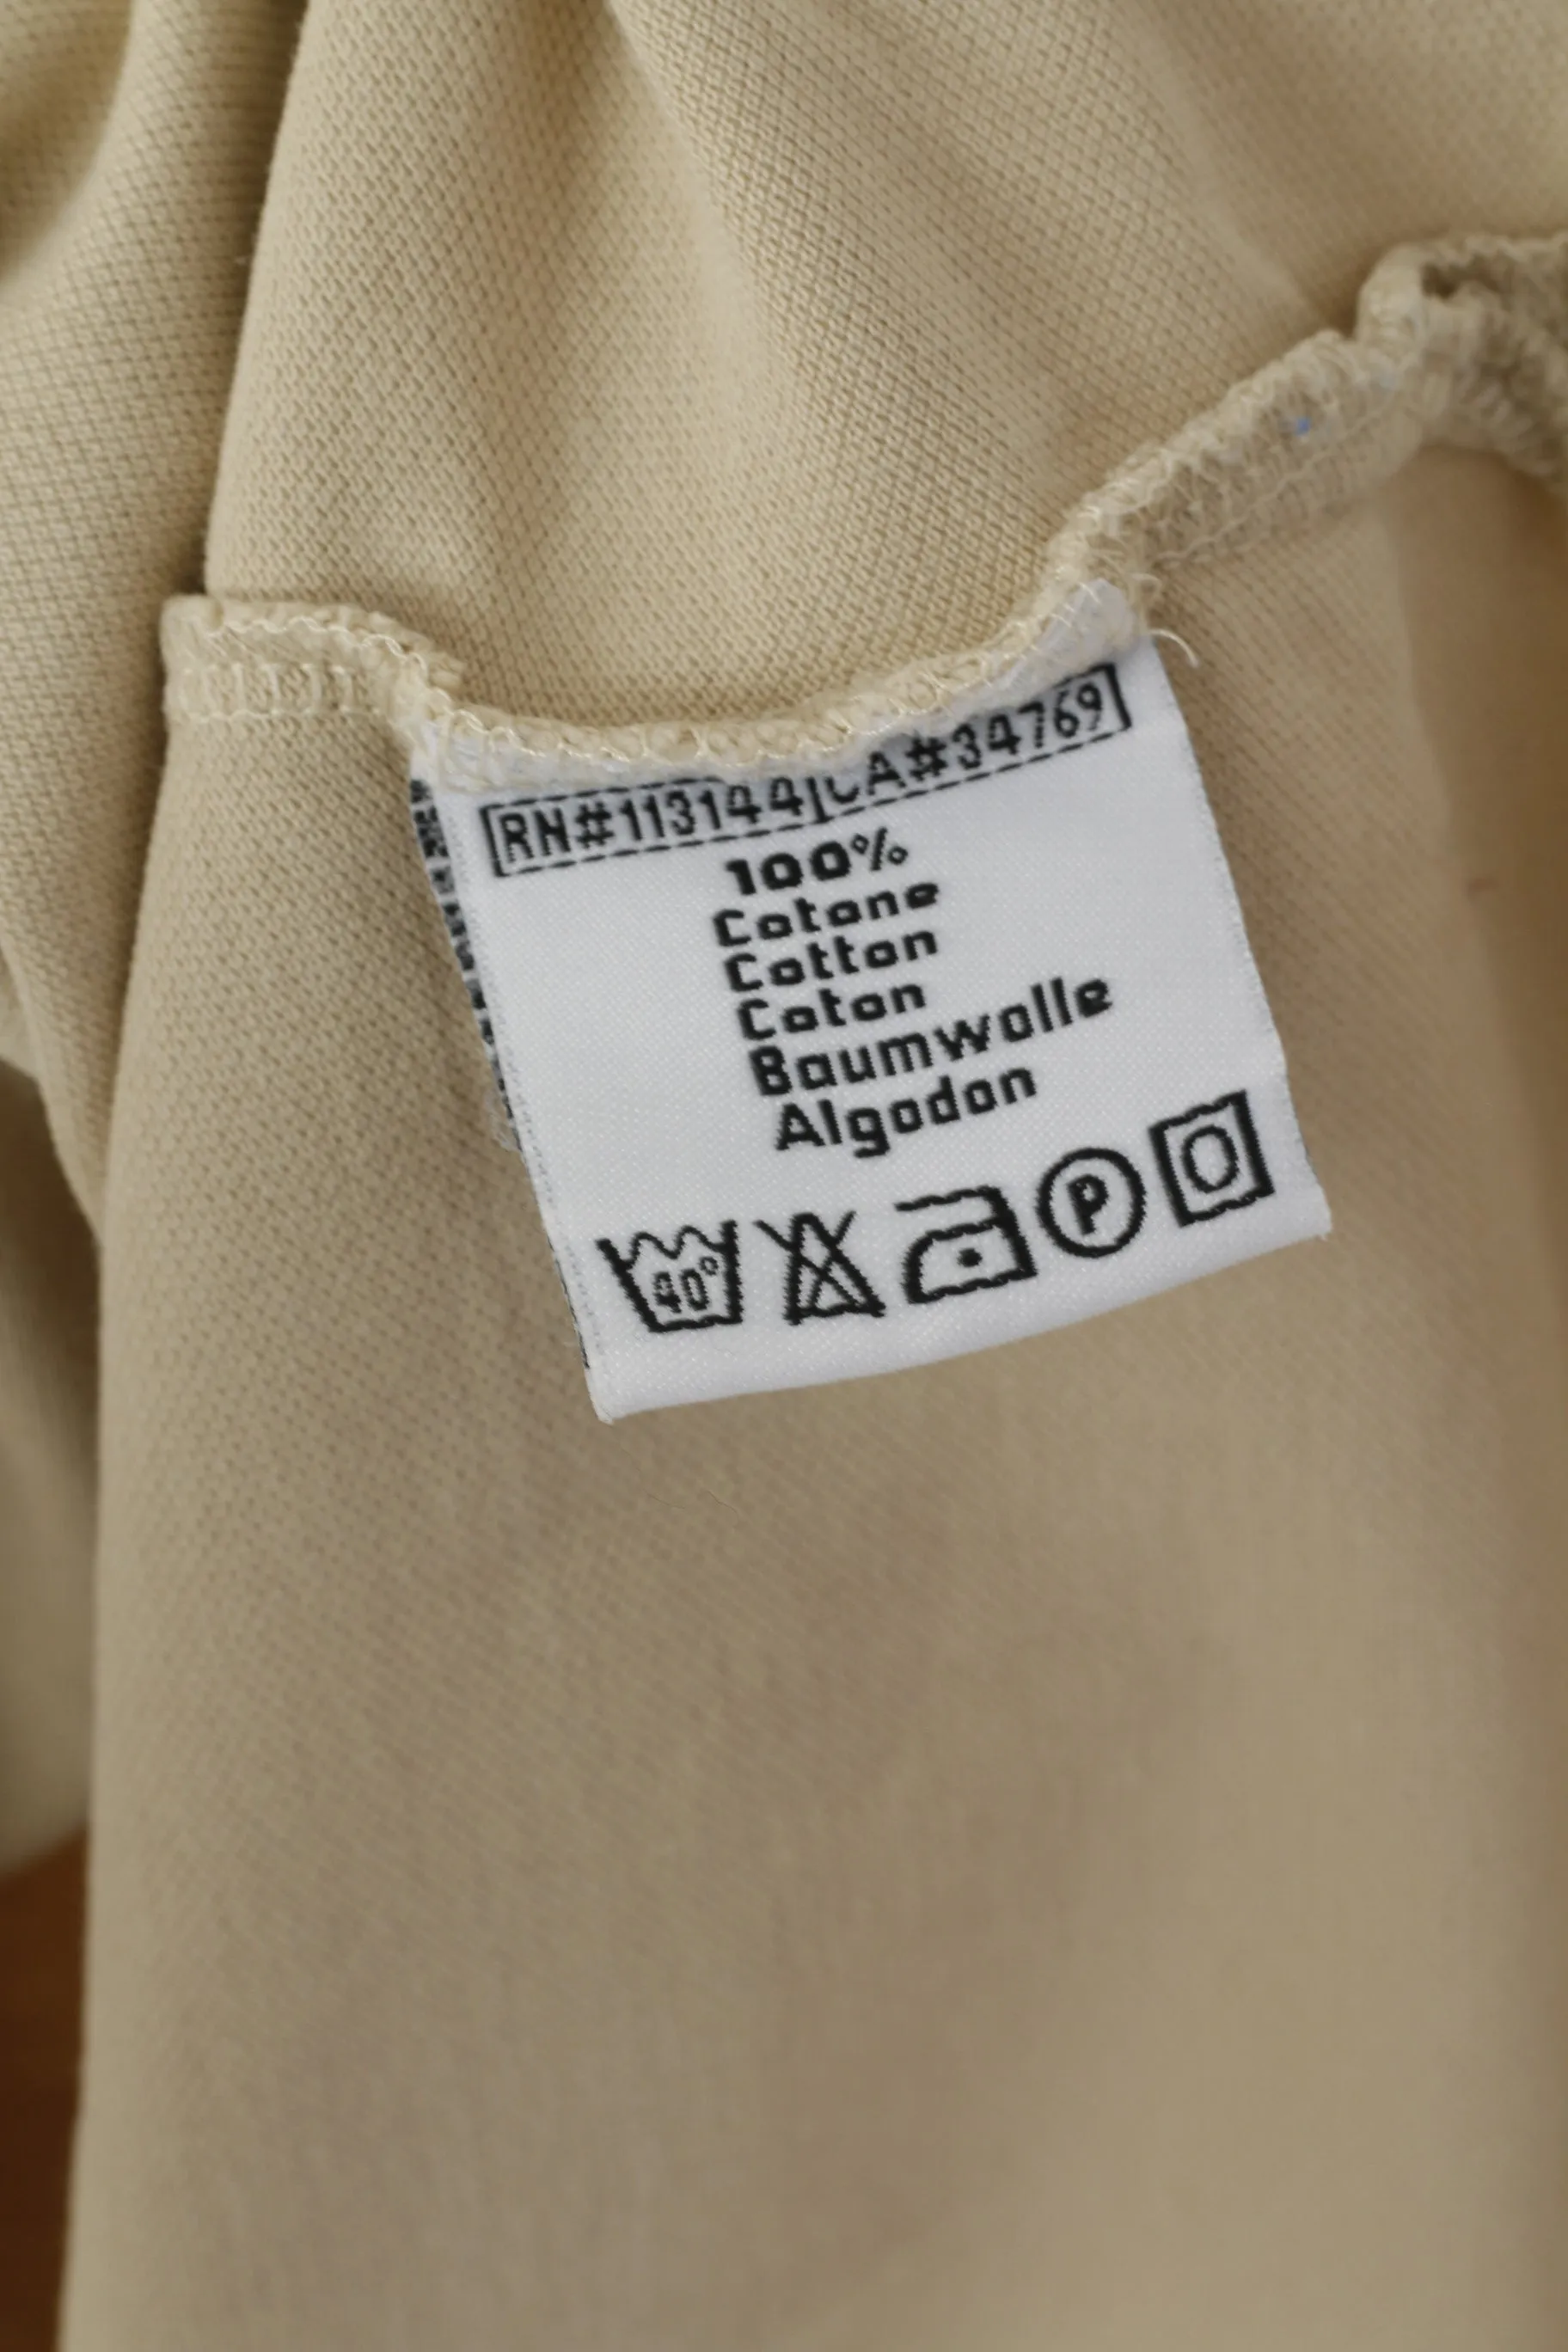 RN#113144 CA#34769
100%
Cotone
Cotton
Coton
Baumwolle
Algodon
40° P